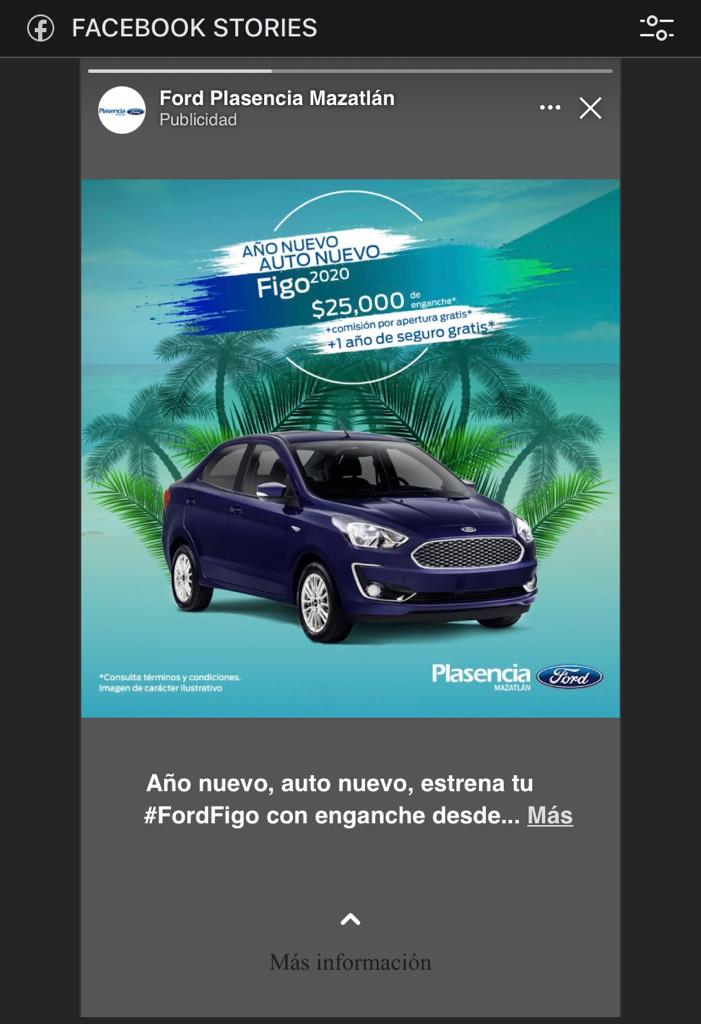 FACEBOOK STORIES
Ford Plasencia Mazatlán
Publicidad
Plasencia Ford
AÑO NUEVO
AUTO NUEVO
Figo2020
$25,000 de enganche*
+comisión por apertura gratis*
+1 año de seguro gratis*
*Consulta términos y condiciones.
Imagen de carácter ilustrativo
Plasencia Ford
MAZATLÁN
Año nuevo, auto nuevo, estrena tu
#FordFigo con enganche desde... Más
Más información